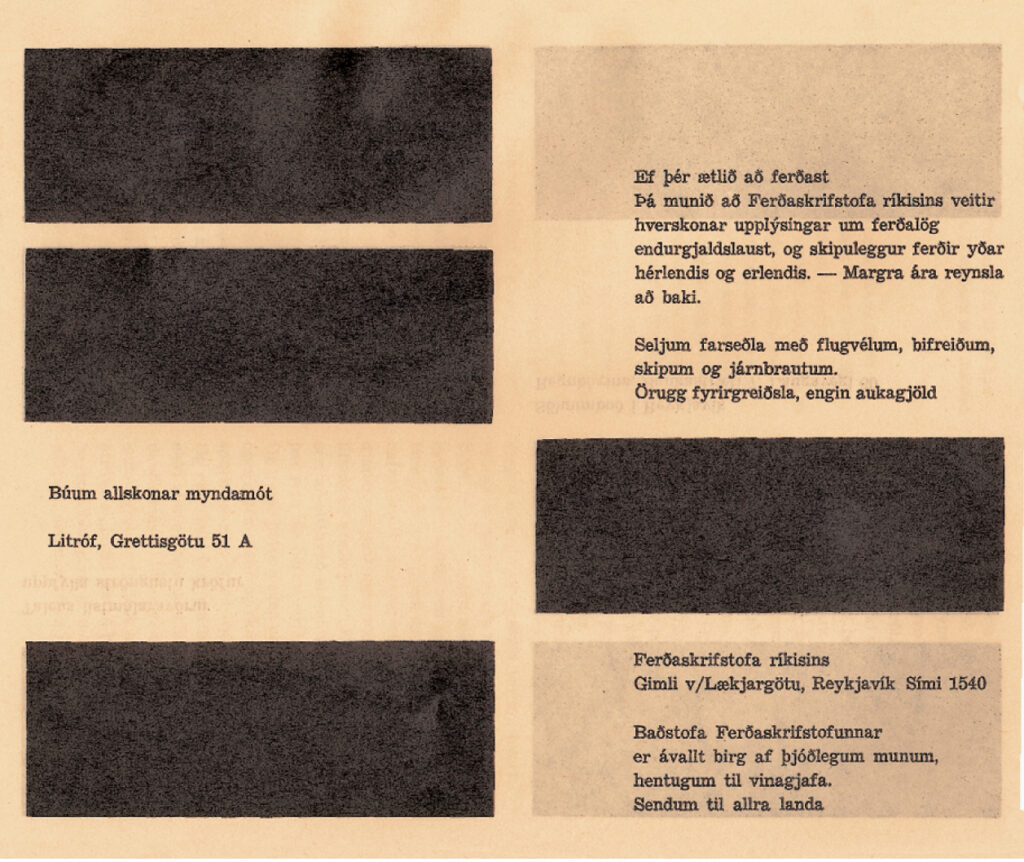 Búum allskonar myndamót
Litróf, Grettisgötu 51 A
Ef þér ætlið að ferðast
Þá munið að Ferðaskrifstofa ríkisins veitir
hverskonar upplýsingar um ferðalög
endurgjaldslaust, og skipuleggur ferðir yðar
hérlendis og erlendis. — Margra ára reynsla
að baki.
Seljum farseðla með flugvélum, bifreiðum,
skipum og járnbrautum.
Örugg fyrirgreiðsla, engin aukagjöld
Ferðaskrifstofa ríkisins
Gimli v/Lækjargötu, Reykjavík Sími 1540
Baðstofa Ferðaskrifstofunnar
er ávallt birg af þjóðlegum munum,
hentugum til vinagjafa.
Sendum til allra landa